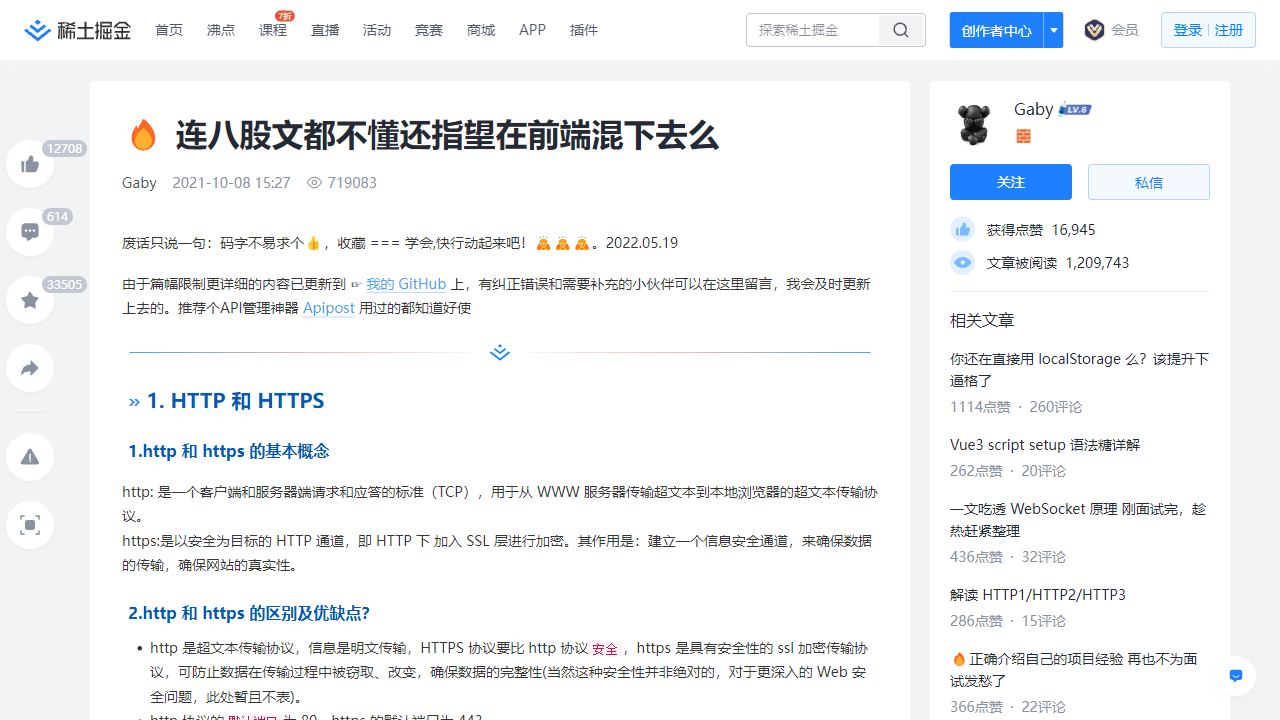 稀土掘金 首页 沸点 课程 7折 直播 活动 竞赛 商城 APP 插件 探索稀土掘金 创作者中心 会员 登录 注册
🔥 连八股文都不懂还指望在前端混下去么
Gaby 2021-10-08 15:27 719083
12708
614
33505
废话只说一句：码字不易求个👍，收藏 === 学会,快行动起来吧！🙇🙇🙇。2022.05.19
由于篇幅限制更详细的内容已更新到 👉 我的 GitHub 上，有纠正错误和需要补充的小伙伴可以在这里留言，我会及时更新
上去的。推荐个API管理神器 Apipost 用过的都知道好使
» 1. HTTP 和 HTTPS
1.http 和 https 的基本概念
http: 是一个客户端和服务器端请求和应答的标准（TCP），用于从 WWW 服务器传输超文本到本地浏览器的超文本传输协
议。
https:是以安全为目标的 HTTP 通道，即 HTTP 下 加入 SSL 层进行加密。其作用是：建立一个信息安全通道，来确保数据
的传输，确保网站的真实性。
2.http 和 https 的区别及优缺点?
• http 是超文本传输协议，信息是明文传输，HTTPS 协议要比 http 协议 安全 ，https 是具有安全性的 ssl 加密传输协
议，可防止数据在传输过程中被窃取、改变，确保数据的完整性(当然这种安全性并非绝对的，对于更深入的 Web 安
全问题，此处暂且不表)。
• http 协议的 默认端口 为 80，https 的默认端口为 443
Gaby LV.6
关注 私信
获得点赞 16,945
文章被阅读 1,209,743
相关文章
你还在直接用 localStorage 么？该提升下
逼格了
1114点赞 · 260评论
Vue3 script setup 语法糖详解
262点赞 · 20评论
一文吃透 WebSocket 原理 刚面试完，趁
热赶紧整理
436点赞 · 32评论
解读 HTTP1/HTTP2/HTTP3
286点赞 · 15评论
🔥正确介绍自己的项目经验 再也不为面
试发愁了
366点赞 · 22评论